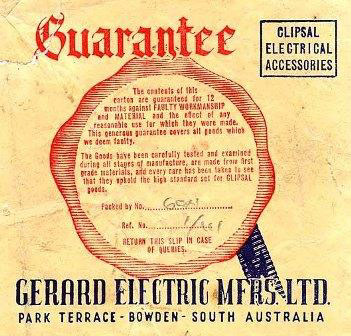 Guarantee
CLIPSAL
ELECTRICAL
ACCESSORIES
The contents of this
carton are guaranteed for 12
months against FAULTY WORKMANSHIP
and MATERIAL and the effect of any
reasonable use for which they were made.
This generous guarantee covers all goods which
we deem faulty.
The Goods have been carefully tested and examined
during all stages of manufacture, are made from first
grade materials, and every care has been taken to see
that they uphold the high standard set for CLIPSAL
goods.
Packed by No.
Ref. No.
RETURN THIS SLIP IN CASE
OF QUERIES.
GERARD ELECTRIC MFRS. LTD.
PARK TERRACE - BOWDEN - SOUTH AUSTRALIA